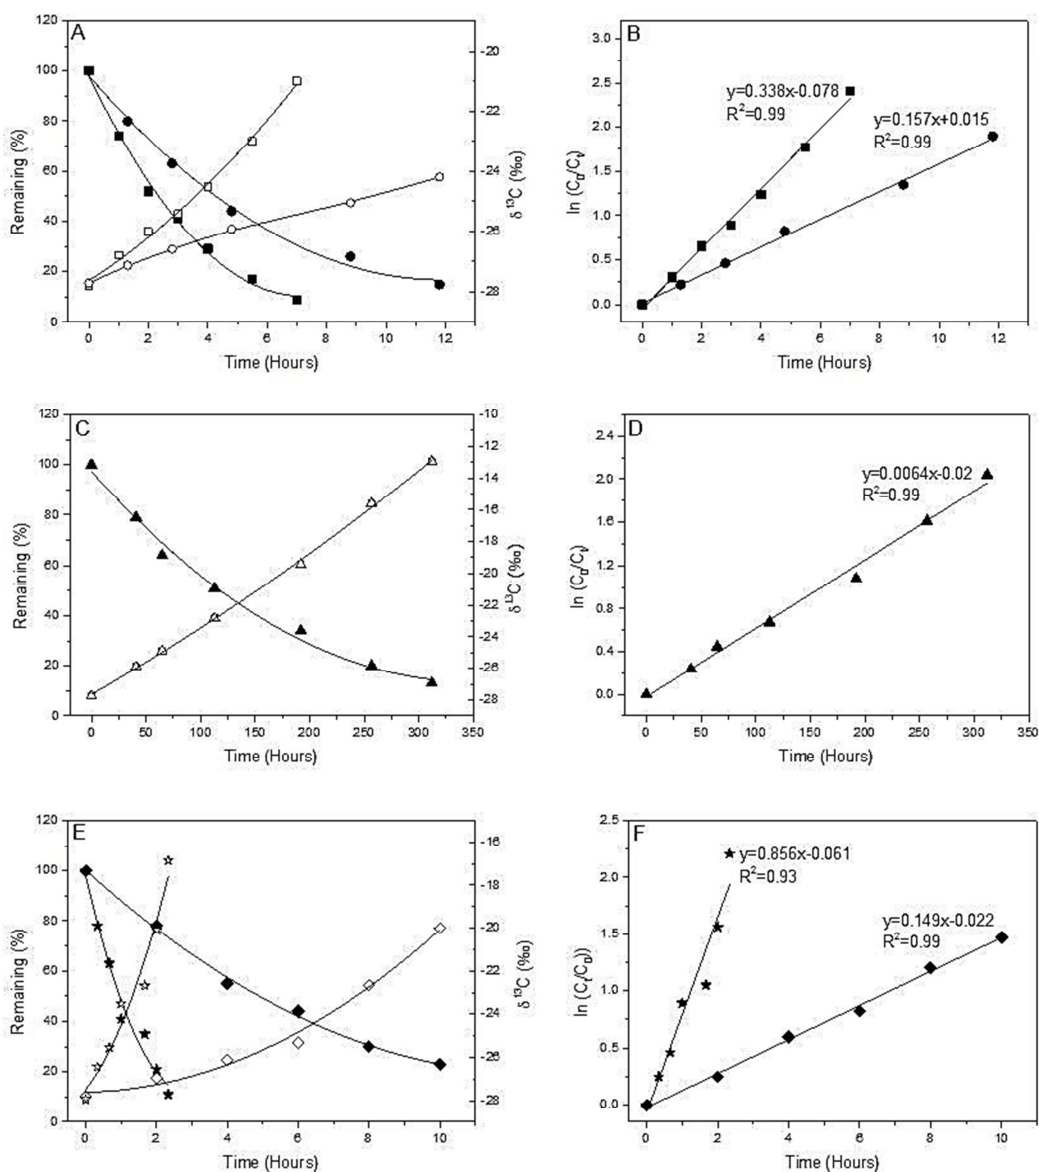 A
120
100
80
60
40
20
0
Remaining (%)
-20
-22
-24
-26
-28
δ¹³C (‰)
0 2 4 6 8 10 12
Time (Hours)
B
3.0
2.5
2.0
1.5
1.0
0.5
0.0
ln (C₀/Cₜ)
y=0.338x-0.078
R²=0.99
y=0.157x+0.015
R²=0.99
0 2 4 6 8 10 12
Time (Hours)
C
120
100
80
60
40
20
0
Remaining (%)
-10
-12
-14
-16
-18
-20
-22
-24
-26
-28
δ¹³C (‰)
0 50 100 150 200 250 300 350
Time (Hours)
D
2.4
2.0
1.6
1.2
0.8
0.4
0.0
ln (C₀/Cₜ)
y=0.0064x-0.02
R²=0.99
0 50 100 150 200 250 300 350
Time (Hours)
E
120
100
80
60
40
20
0
Remaining (%)
-16
-18
-20
-22
-24
-26
-28
δ¹³C (‰)
0 2 4 6 8 10
Time (Hours)
F
2.5
2.0
1.5
1.0
0.5
0.0
ln (Cₜ/C₀))
y=0.856x-0.061
R²=0.93
y=0.149x-0.022
R²=0.99
0 2 4 6 8 10
Time (Hours)